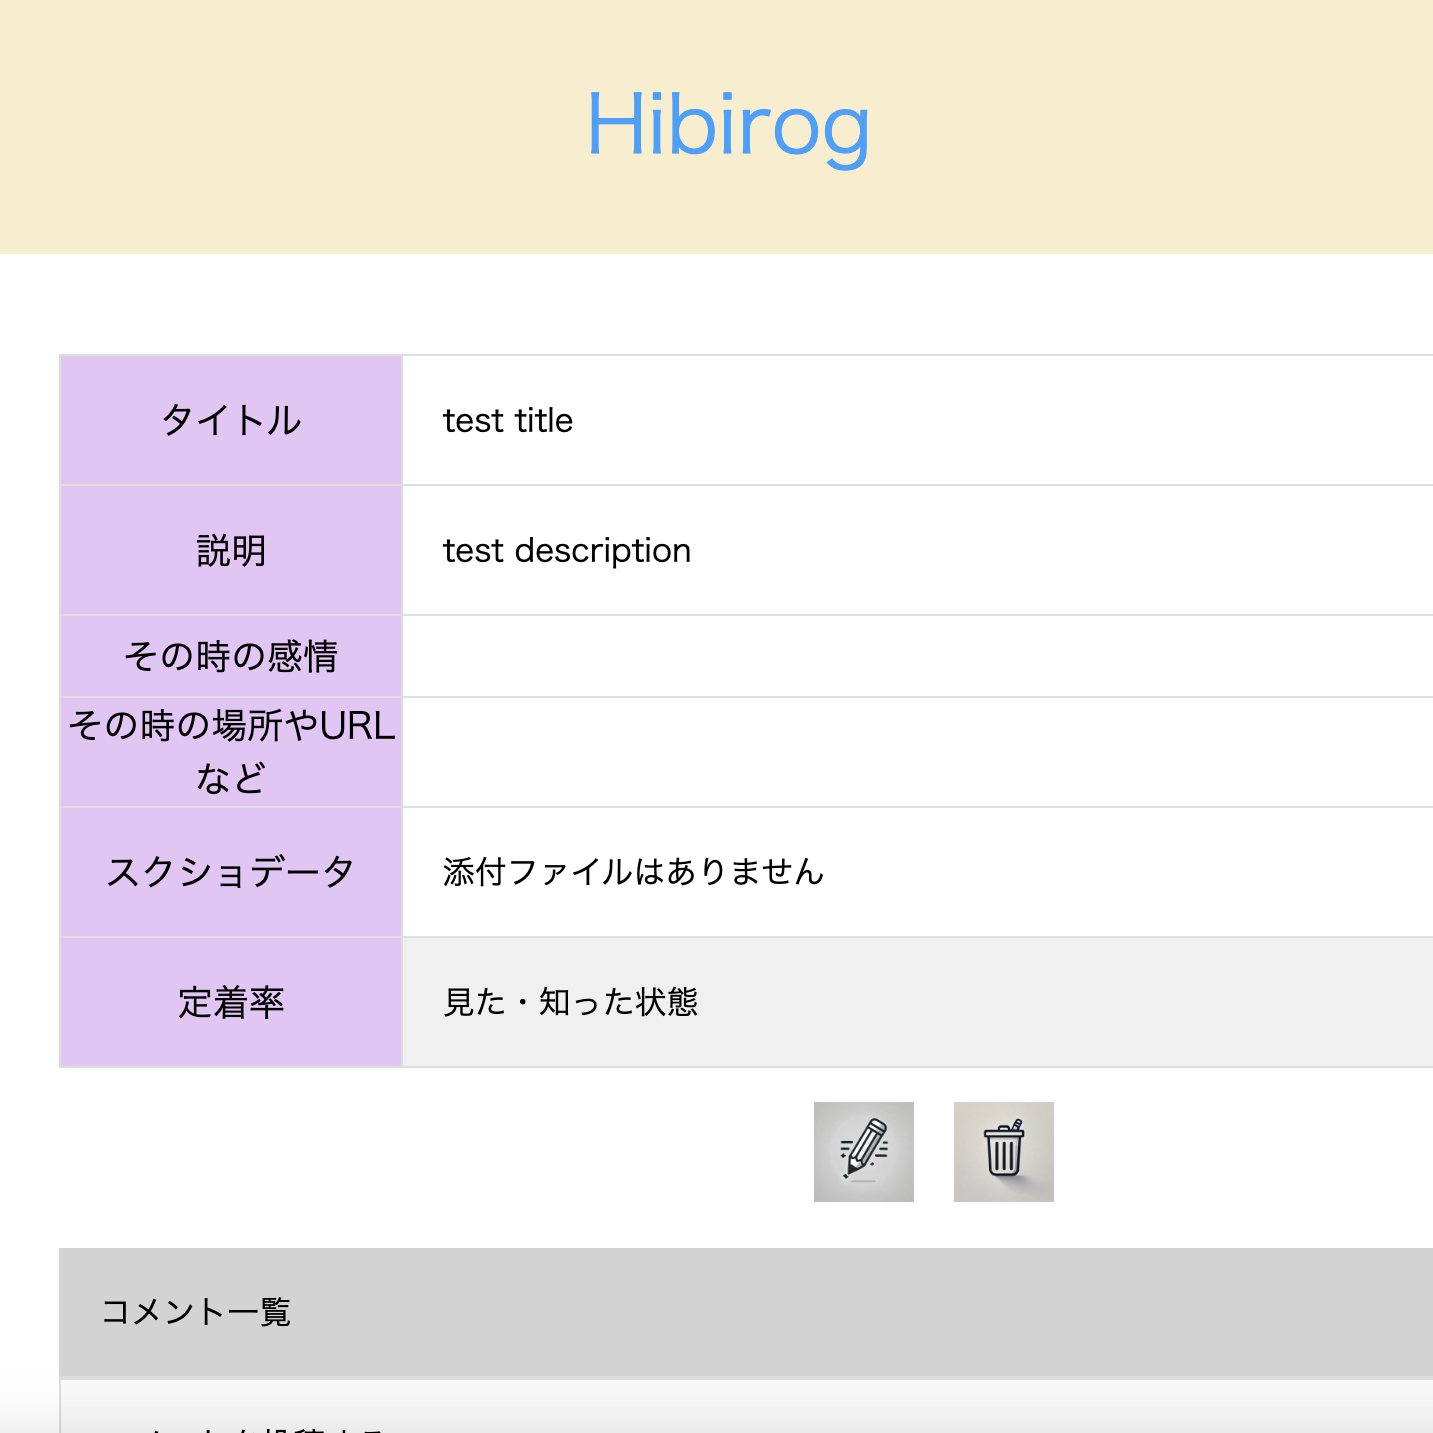 Hibirog
タイトル
test title
説明
test description
その時の感情
その時の場所やURL
など
スクショデータ
添付ファイルはありません
定着率
見た・知った状態
コメント一覧